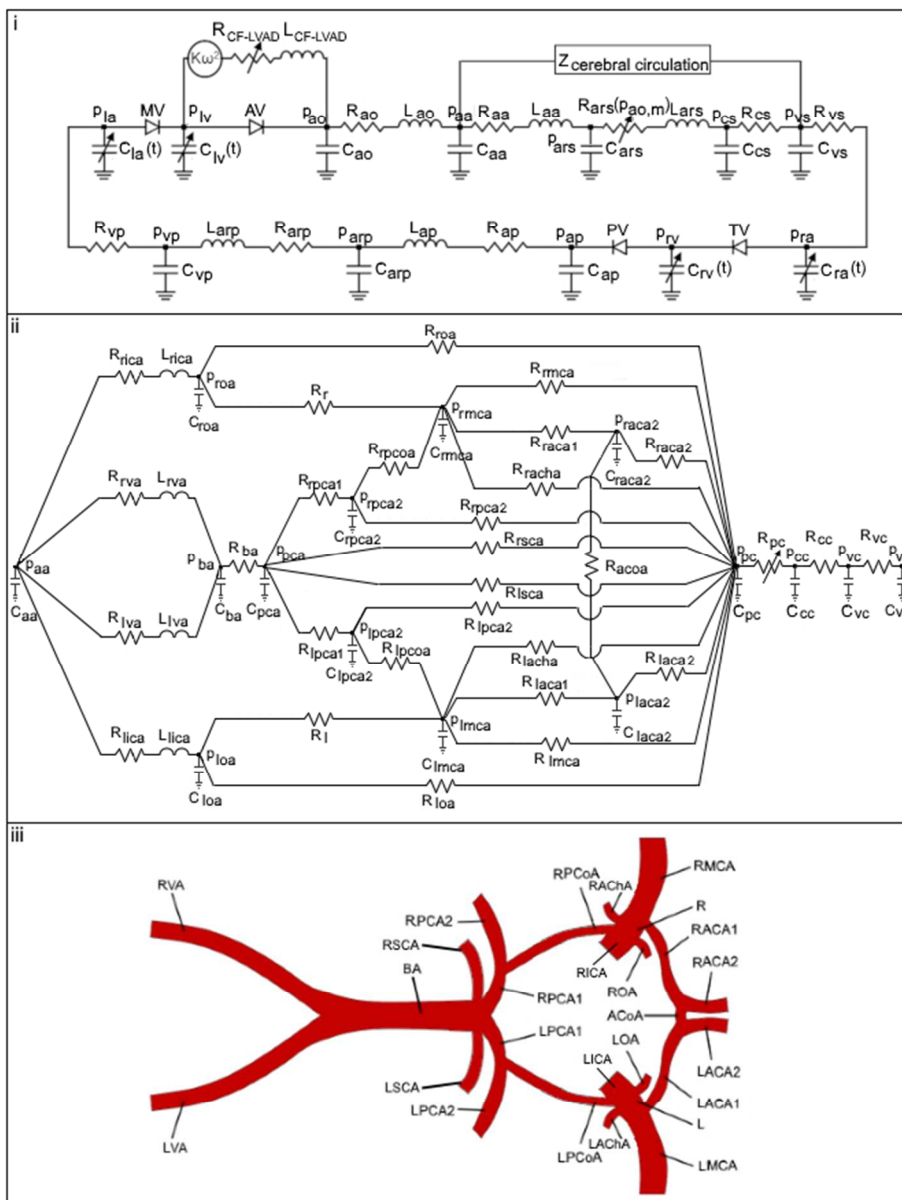 i
R CF-LVAD L CF-LVAD
Kω²
Z cerebral circulation
p la MV p lv AV p ao R ao L ao p aa R aa L aa R ars (p ao,m) L ars p cs R cs p vs R vs
p ars
C la (t) C lv (t) C ao C aa C ars C cs C vs
R vp p vp L arp R arp p arp L ap R ap p ap PV p rv TV p ra
C vp C arp C ap C rv (t) C ra (t)
ii
R roa
R rica L rica
p roa
C roa
R r
R rmca
p rmca
C rmca
R raca1
p raca2
C raca2
R raca2
R rpcoa
R racha
R rva L rva
R rpca1
p rpca2
C rpca2
R rpca2
R rsca
p aa
C aa
p ba
C ba
R ba
p pca
C pca
R acoa
p pc
C pc
R pc
p cc
C cc
R cc
p vc
C vc
R vc
p v
C v
R lsca
R lva L lva
R lpca1
p lpca2
C lpca2
R lpca2
R lpcoa
R lacha
R laca2
R laca1
p laca2
C laca2
R l
p lmca
C lmca
R lmca
R lica L lica
p loa
C loa
R loa
iii
RMCA
RPCoA
RAChA
RVA
R
RPCA2
RACA1
RSCA
RACA2
BA
RICA
ROA
RPCA1
ACoA
LPCA1
LOA
LICA
LACA2
LSCA
LACA1
LPCA2
L
LAChA
LVA
LPCoA
LMCA